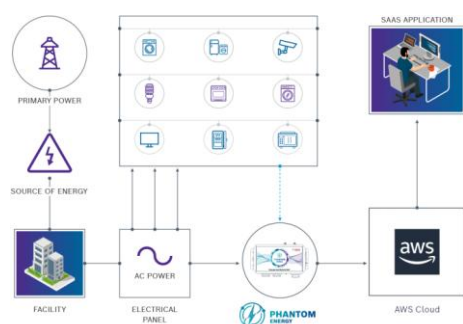 SAAS APPLICATION
PRIMARY POWER
SOURCE OF ENERGY
AC POWER
aws
FACILITY
ELECTRICAL
PANEL
PHANTOM
ENERGY
AWS Cloud